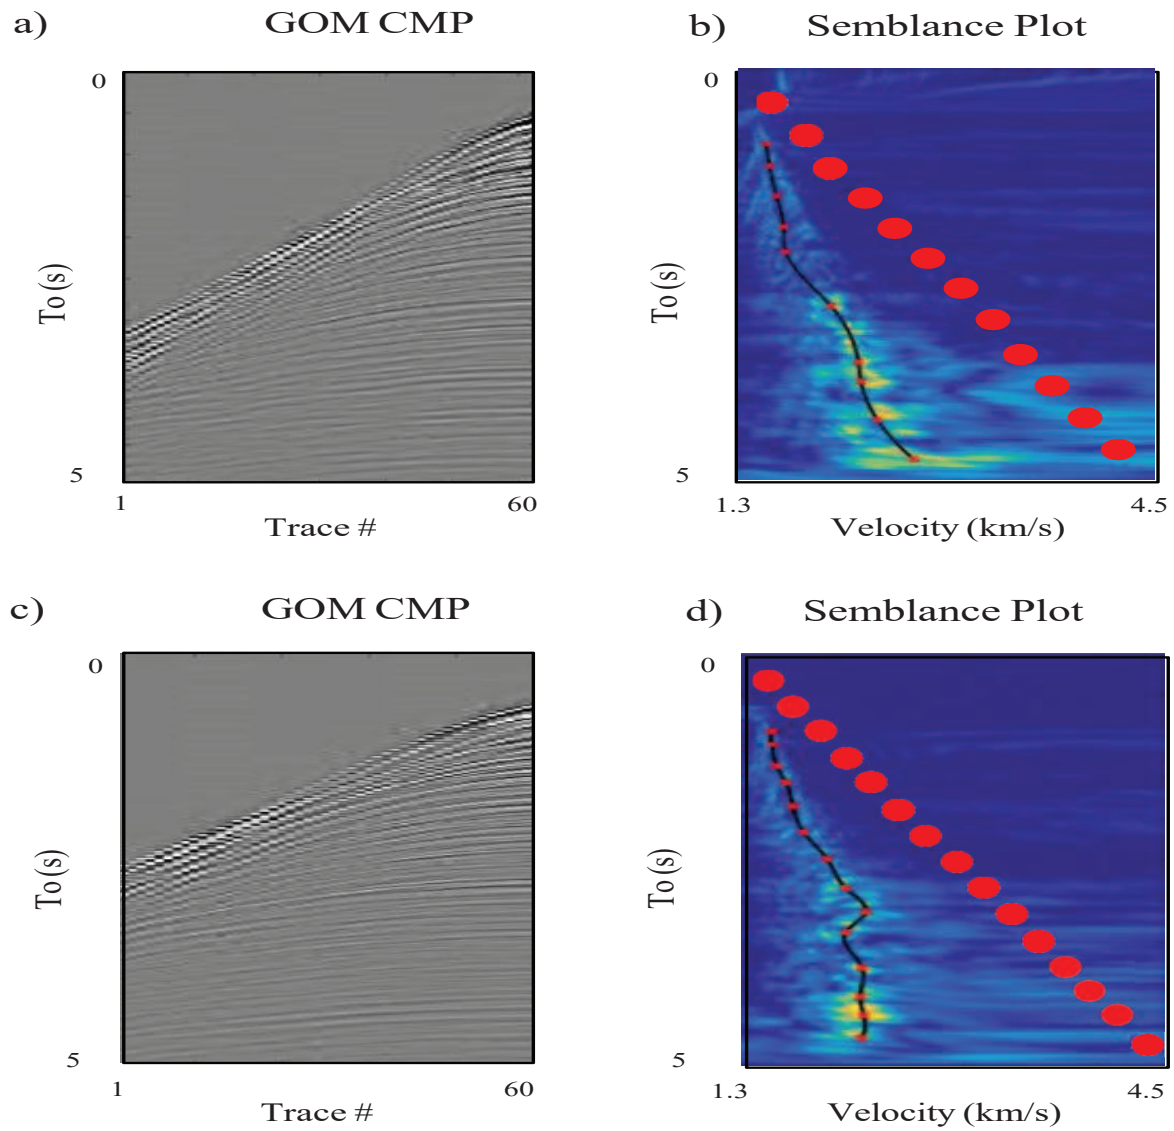 a) GOM CMP
b) Semblance Plot
0
To(s)
5
1 60
Trace #
0
To(s)
5
1.3 4.5
Velocity (km/s)
c) GOM CMP
d) Semblance Plot
0
To(s)
5
1 60
Trace #
0
To(s)
5
1.3 4.5
Velocity (km/s)